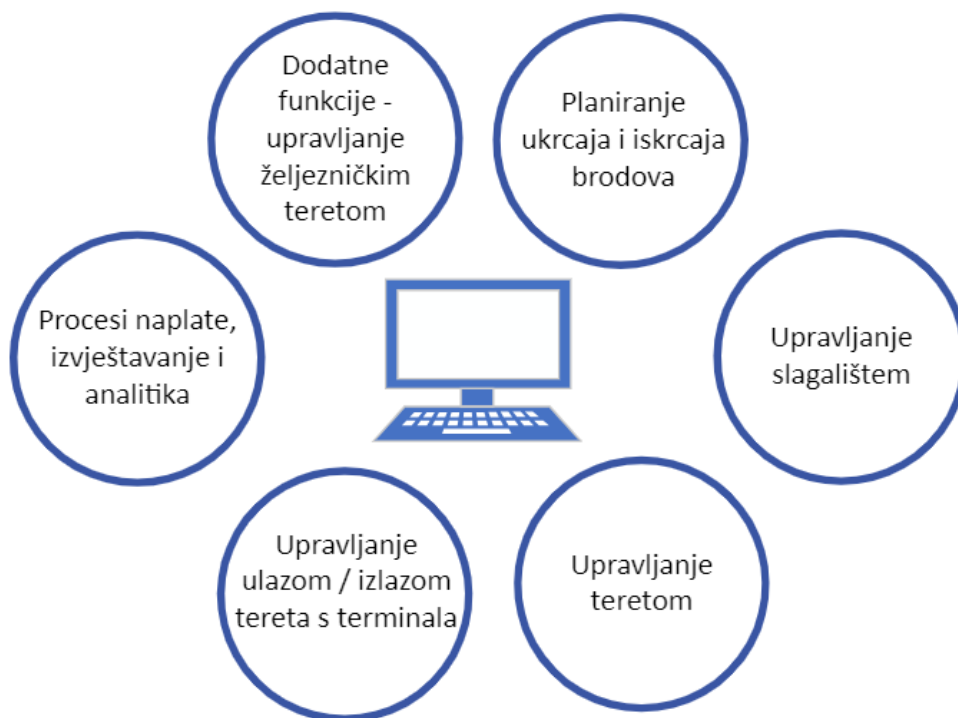 Dodatne
funkcije -
upravljanje
željezničkim
teretom
Planiranje
ukrcaja i iskrcaja
brodova
Procesi naplate,
izvještavanje i
analitika
Upravljanje
slagalištem
Upravljanje
ulazom / izlazom
tereta s terminala
Upravljanje
teretom